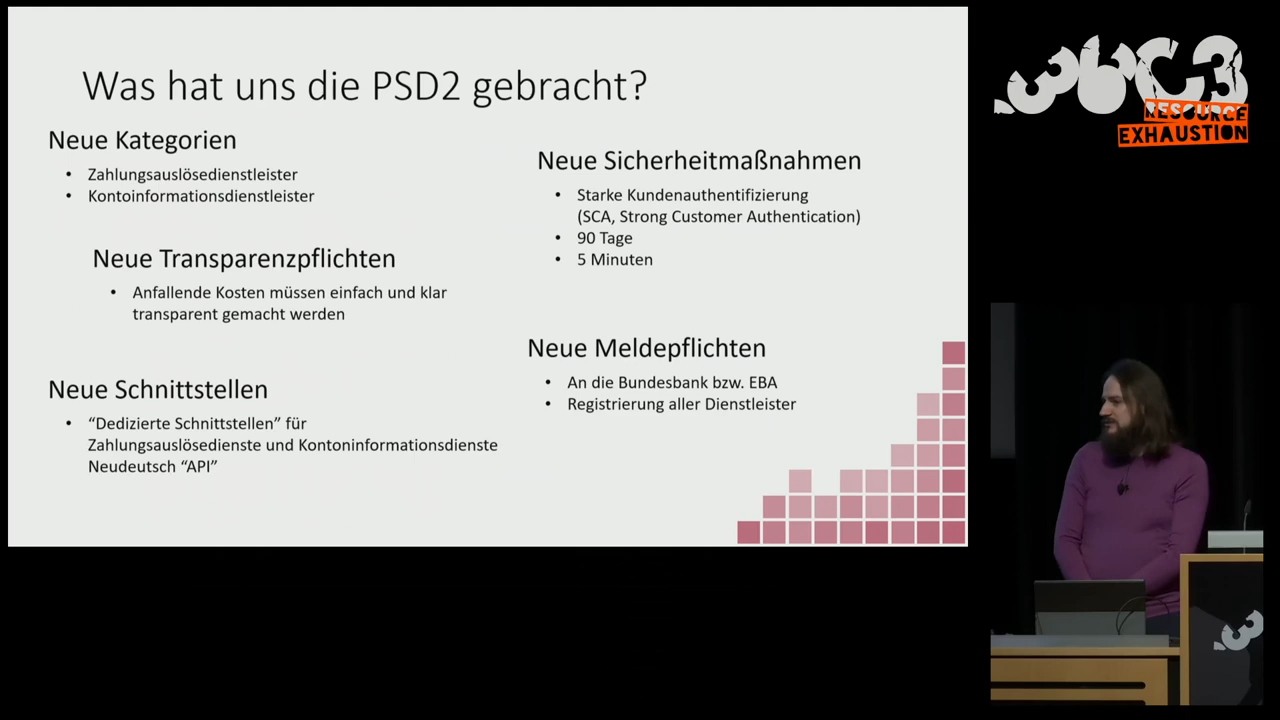 Was hat uns die PSD2 gebracht?
Neue Kategorien
• Zahlungsauslösedienstleister
• Kontoinformationsdienstleister
Neue Transparenzpflichten
• Anfallende Kosten müssen einfach und klar
transparent gemacht werden
Neue Schnittstellen
• “Dedizierte Schnittstellen” für
Zahlungsauslösedienste und Kontoninformationsdienste
Neudeutsch “API”
Neue Sicherheitmaßnahmen
• Starke Kundenauthentifizierung
(SCA, Strong Customer Authentication)
• 90 Tage
• 5 Minuten
Neue Meldepflichten
• An die Bundesbank bzw. EBA
• Registrierung aller Dienstleister
36C3
RESOURCE
EXHAUSTION
3